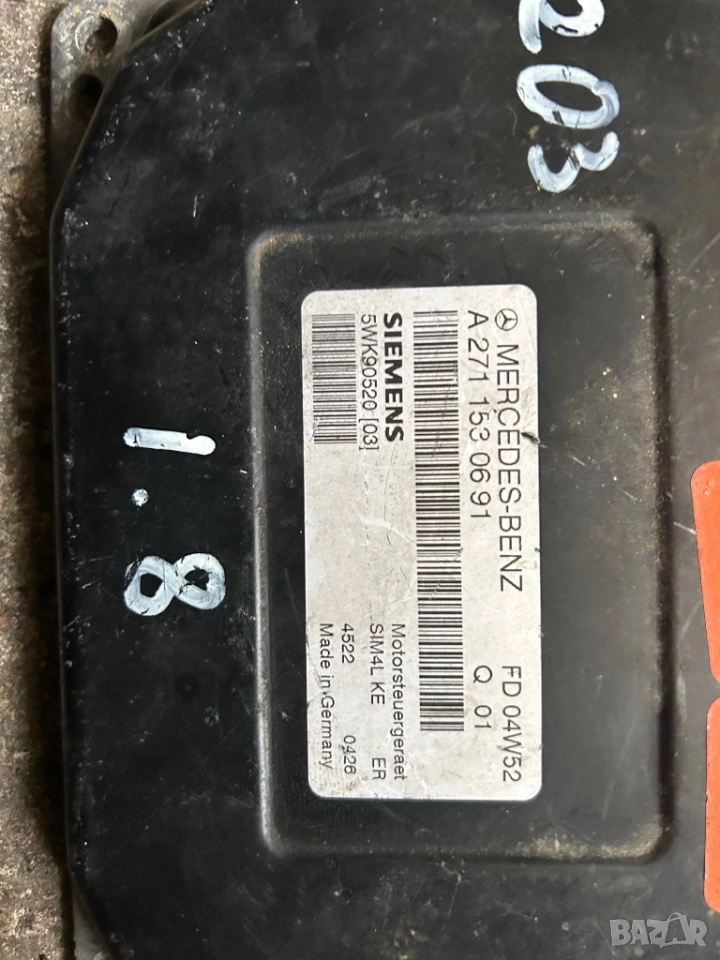 203
MERCEDES-BENZ FD 04W52
A 271 153 06 91 Q 01
SIEMENS Motorsteuergeraet
5WK90520 [03] SIM4L KE ER
4522 0426
Made in Germany
1.8
BAZAR